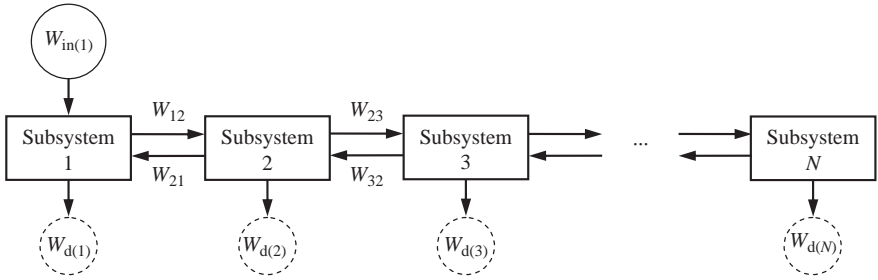 W_in(1)
W_12 W_23
Subsystem 1 Subsystem 2 Subsystem 3 ... Subsystem N
W_21 W_32
W_d(1) W_d(2) W_d(3) W_d(N)